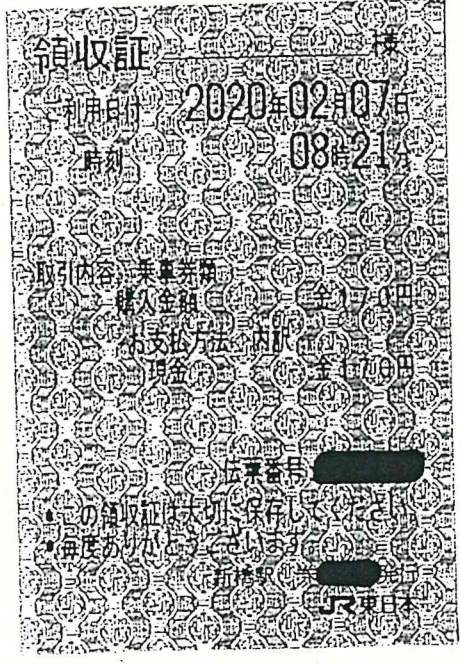 領収証 様
ご利用日付 2020年02月07日
時刻 08時21分
取引内容 乗車券類
購入金額 金170円
お支払方法 内訳
現金 金170円
伝票番号
・この領収証は大切に保存してください。
・毎度ありがとうございます。
新橋駅 発行
JR東日本